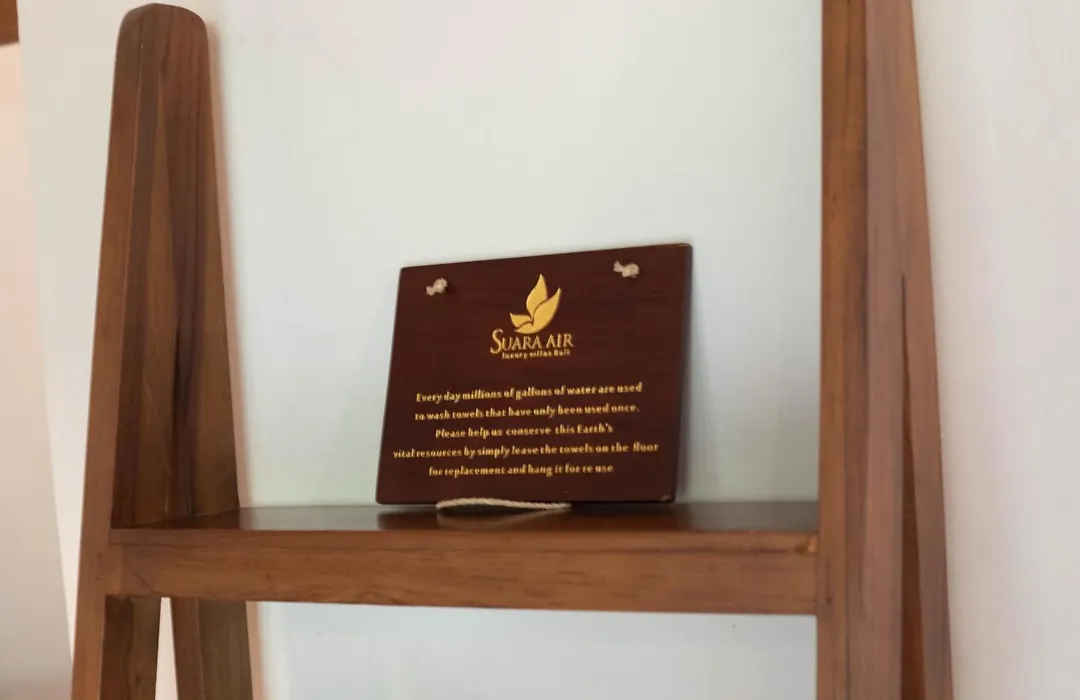 SUARA AIR
luxury villas Bali
Every day millions of gallons of water are used
to wash towels that have only been used once.
Please help us conserve this Earth's
vital resources by simply leave the towels on the floor
for replacement and hang it for re use